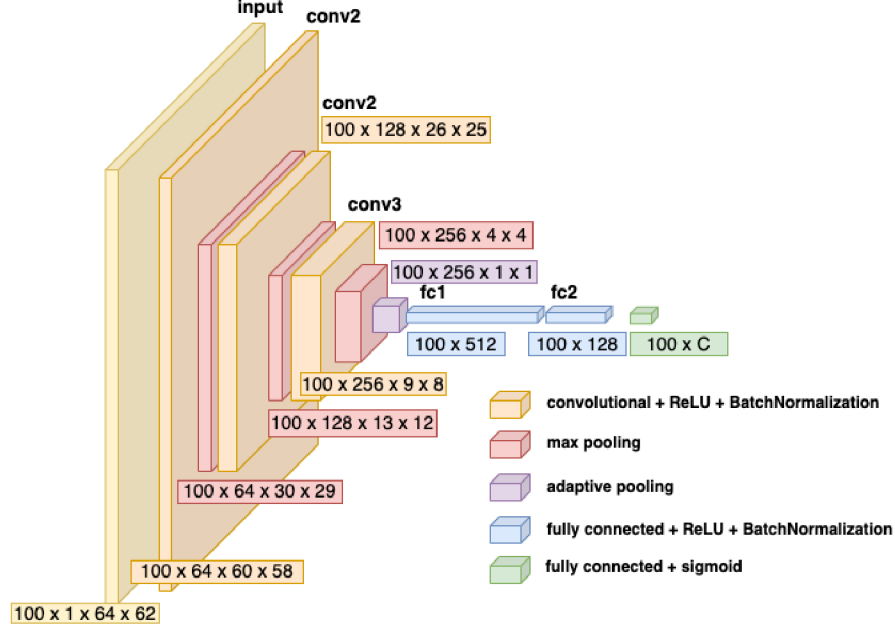 input
conv2
conv2
100 x 128 x 26 x 25
conv3
100 x 256 x 4 x 4
100 x 256 x 1 x 1
fc1
fc2
100 x 512
100 x 128
100 x C
100 x 256 x 9 x 8
100 x 128 x 13 x 12
100 x 64 x 30 x 29
100 x 64 x 60 x 58
100 x 1 x 64 x 62
convolutional + ReLU + BatchNormalization
max pooling
adaptive pooling
fully connected + ReLU + BatchNormalization
fully connected + sigmoid